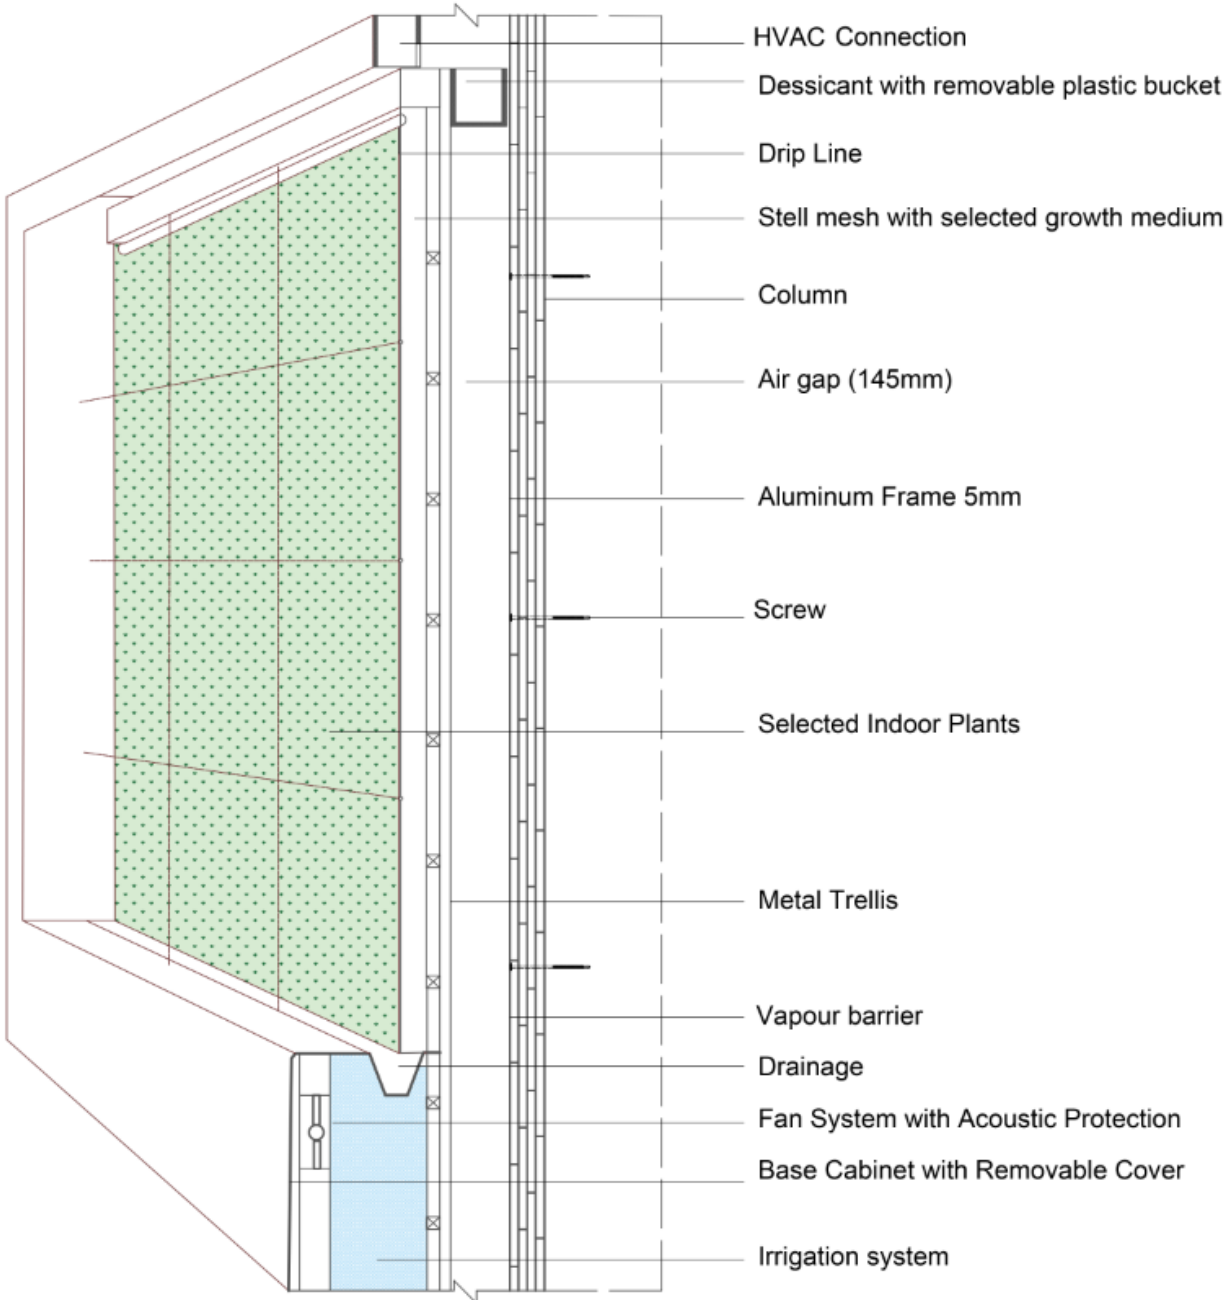 HVAC Connection
Dessicant with removable plastic bucket
Drip Line
Stell mesh with selected growth medium
Column
Air gap (145mm)
Aluminum Frame 5mm
Screw
Selected Indoor Plants
Metal Trellis
Vapour barrier
Drainage
Fan System with Acoustic Protection
Base Cabinet with Removable Cover
Irrigation system